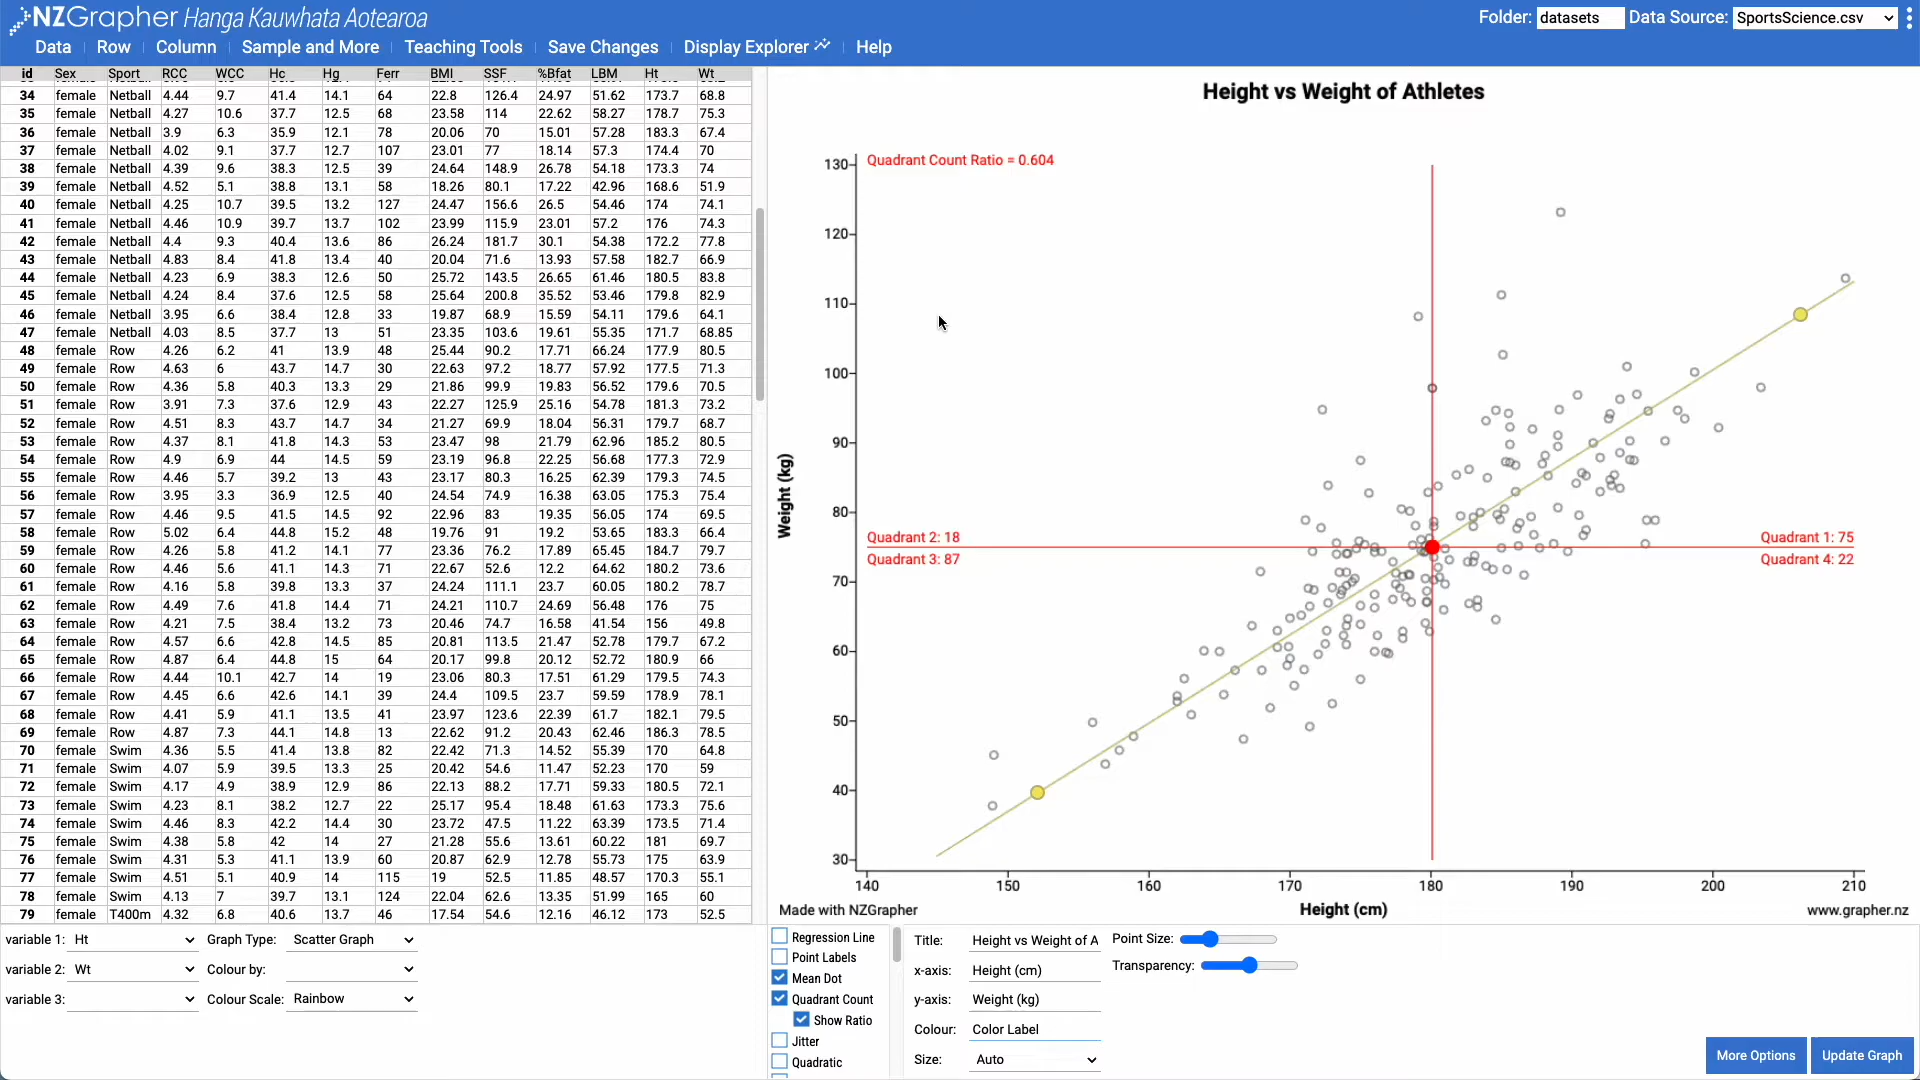 NZGrapher Hanga Kauwhata Aotearoa
Folder: datasets Data Source: SportsScience.csv
Data Row Column Sample and More Teaching Tools Save Changes Display Explorer Help
id Sex Sport RCC WCC Hc Hg Ferr BMI SSF %Bfat LBM Ht Wt
34 female Netball 4.44 9.7 41.4 14.1 64 22.8 126.4 24.97 51.62 173.7 68.8
35 female Netball 4.27 10.6 37.7 12.5 68 23.58 114 22.62 58.27 178.7 75.3
36 female Netball 3.9 6.3 35.9 12.1 78 20.06 70 15.01 57.28 183.3 67.4
37 female Netball 4.02 9.1 37.7 12.7 107 23.01 77 18.14 57.3 174.4 70
38 female Netball 4.39 9.6 38.3 12.5 39 24.64 148.9 26.78 54.18 173.3 74
39 female Netball 4.52 5.1 38.8 13.1 58 18.26 80.1 17.22 42.96 168.6 51.9
40 female Netball 4.25 10.7 39.5 13.2 127 24.47 156.6 26.5 54.46 174 74.1
41 female Netball 4.46 10.9 39.7 13.7 102 23.99 115.9 23.01 57.2 176 74.3
42 female Netball 4.4 9.3 40.4 13.6 86 26.24 181.7 30.1 54.38 172.2 77.8
43 female Netball 4.83 8.4 41.8 13.4 40 20.04 71.6 13.93 57.58 182.7 66.9
44 female Netball 4.23 6.9 38.3 12.6 50 25.72 143.5 26.65 61.46 180.5 83.8
45 female Netball 4.24 8.4 37.6 12.5 58 25.64 200.8 35.52 53.46 179.8 82.9
46 female Netball 3.95 6.6 38.4 12.8 33 19.87 68.9 15.59 54.11 179.6 64.1
47 female Netball 4.03 8.5 37.7 13 51 23.35 103.6 19.61 55.35 171.7 68.85
48 female Row 4.26 6.2 41 13.9 48 25.44 90.2 17.71 66.24 177.9 80.5
49 female Row 4.63 6 43.7 14.7 30 22.63 97.2 18.77 57.92 177.5 71.3
50 female Row 4.36 5.8 40.3 13.3 29 21.86 99.9 19.83 56.52 179.6 70.5
51 female Row 3.91 7.3 37.6 12.9 43 22.27 125.9 25.16 54.78 181.3 73.2
52 female Row 4.51 8.3 43.7 14.7 34 21.27 69.9 18.04 56.31 179.7 68.7
53 female Row 4.37 8.1 41.8 14.3 53 23.47 98 21.79 62.96 185.2 80.5
54 female Row 4.9 6.9 44 14.5 59 23.19 96.8 22.25 56.68 177.3 72.9
55 female Row 4.46 5.7 39.2 13 43 23.17 80.3 16.25 62.39 179.3 74.5
56 female Row 3.95 3.3 36.9 12.5 40 24.54 74.9 16.38 63.05 175.3 75.4
57 female Row 4.46 9.5 41.5 14.5 92 22.96 83 19.35 56.05 174 69.5
58 female Row 5.02 6.4 44.8 15.2 48 19.76 91 19.2 53.65 183.3 66.4
59 female Row 4.26 5.8 41.2 14.1 77 23.36 76.2 17.89 65.45 184.7 79.7
60 female Row 4.46 5.6 41.1 14.3 71 22.67 52.6 12.2 64.62 180.2 73.6
61 female Row 4.16 5.8 39.8 13.3 37 24.24 111.1 23.7 60.05 180.2 78.7
62 female Row 4.49 7.6 41.8 14.4 71 24.21 110.7 24.69 56.48 176 75
63 female Row 4.21 7.5 38.4 13.2 73 20.46 74.7 16.58 41.54 156 49.8
64 female Row 4.57 6.6 42.8 14.5 85 20.81 113.5 21.47 52.78 179.7 67.2
65 female Row 4.87 6.4 44.8 15 64 20.17 99.8 20.12 52.72 180.9 66
66 female Row 4.44 10.1 42.7 14 19 23.06 80.3 17.51 61.29 179.5 74.3
67 female Row 4.45 6.6 42.6 14.1 39 24.4 109.5 23.7 59.59 178.9 78.1
68 female Row 4.41 5.9 41.1 13.5 41 23.97 123.6 22.39 61.7 182.1 79.5
69 female Row 4.87 7.3 44.1 14.8 13 22.62 91.2 20.43 62.46 186.3 78.5
70 female Swim 4.36 5.5 41.4 13.8 82 22.42 71.3 14.52 55.39 170 64.8
71 female Swim 4.07 5.9 39.5 13.3 25 20.42 54.6 11.47 52.23 170 59
72 female Swim 4.17 4.9 38.9 12.9 86 22.13 88.2 17.71 59.33 180.5 72.1
73 female Swim 4.23 8.1 38.2 12.7 22 25.17 95.4 18.48 61.63 173.3 75.6
74 female Swim 4.46 8.3 42.2 14.4 30 23.72 47.5 11.22 63.39 173.5 71.4
75 female Swim 4.38 5.8 42 14 27 21.28 55.6 13.61 60.22 181 69.7
76 female Swim 4.31 5.3 41.1 13.9 60 20.87 62.9 12.78 55.73 175 63.9
77 female Swim 4.51 5.1 40.9 14 115 19 52.5 11.85 48.57 170.3 55.1
78 female Swim 4.13 7 39.7 13.1 124 22.04 62.6 13.35 51.99 165 60
79 female T400m 4.32 6.8 40.6 13.7 46 17.54 54.6 12.16 46.12 173 52.5
Height vs Weight of Athletes
Quadrant Count Ratio = 0.604
130
120
110
100
90
80
70
60
50
40
30
Weight (kg)
Quadrant 2: 18
Quadrant 1: 75
Quadrant 3: 87
Quadrant 4: 22
140 150 160 170 180 190 200 210
Made with NZGrapher
Height (cm)
www.grapher.nz
variable 1: Ht Graph Type: Scatter Graph
variable 2: Wt Colour by:
variable 3: Colour Scale: Rainbow
Regression Line
Point Labels
Mean Dot
Quadrant Count
Show Ratio
Jitter
Quadratic
Title: Height vs Weight of A
x-axis: Height (cm)
y-axis: Weight (kg)
Colour: Color Label
Size: Auto
Point Size:
Transparency:
More Options
Update Graph